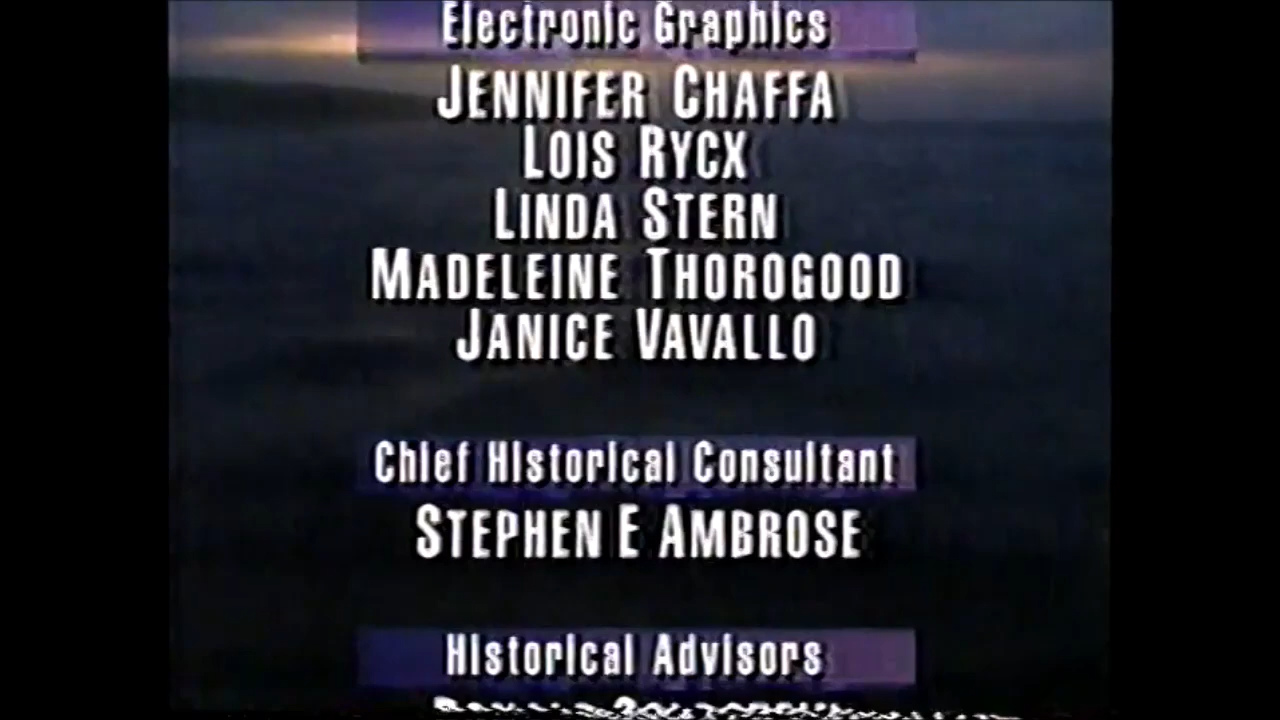 Electronic Graphics
JENNIFER CHAFFA
LOIS RYCX
LINDA STERN
MADELEINE THOROGOOD
JANICE VAVALLO
Chief Historical Consultant
STEPHEN E AMBROSE
Historical Advisors